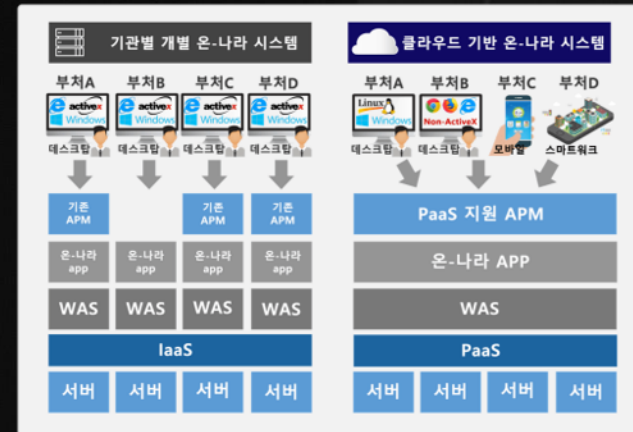 기관별 개별 온-나라 시스템
부처A 부처B 부처C 부처D
activex activex activex activex
Windows Windows Windows Windows
데스크탑 데스크탑 데스크탑 데스크탑
기존 APM 기존 APM 기존 APM
온-나라 app 온-나라 app 온-나라 app 온-나라 app
WAS WAS WAS WAS
IaaS
서버 서버 서버 서버
클라우드 기반 온-나라 시스템
부처A 부처B 부처C 부처D
Linux
Windows Non-ActiveX
데스크탑 데스크탑 모바일 스마트워크
PaaS 지원 APM
온-나라 APP
WAS
PaaS
서버 서버 서버 서버